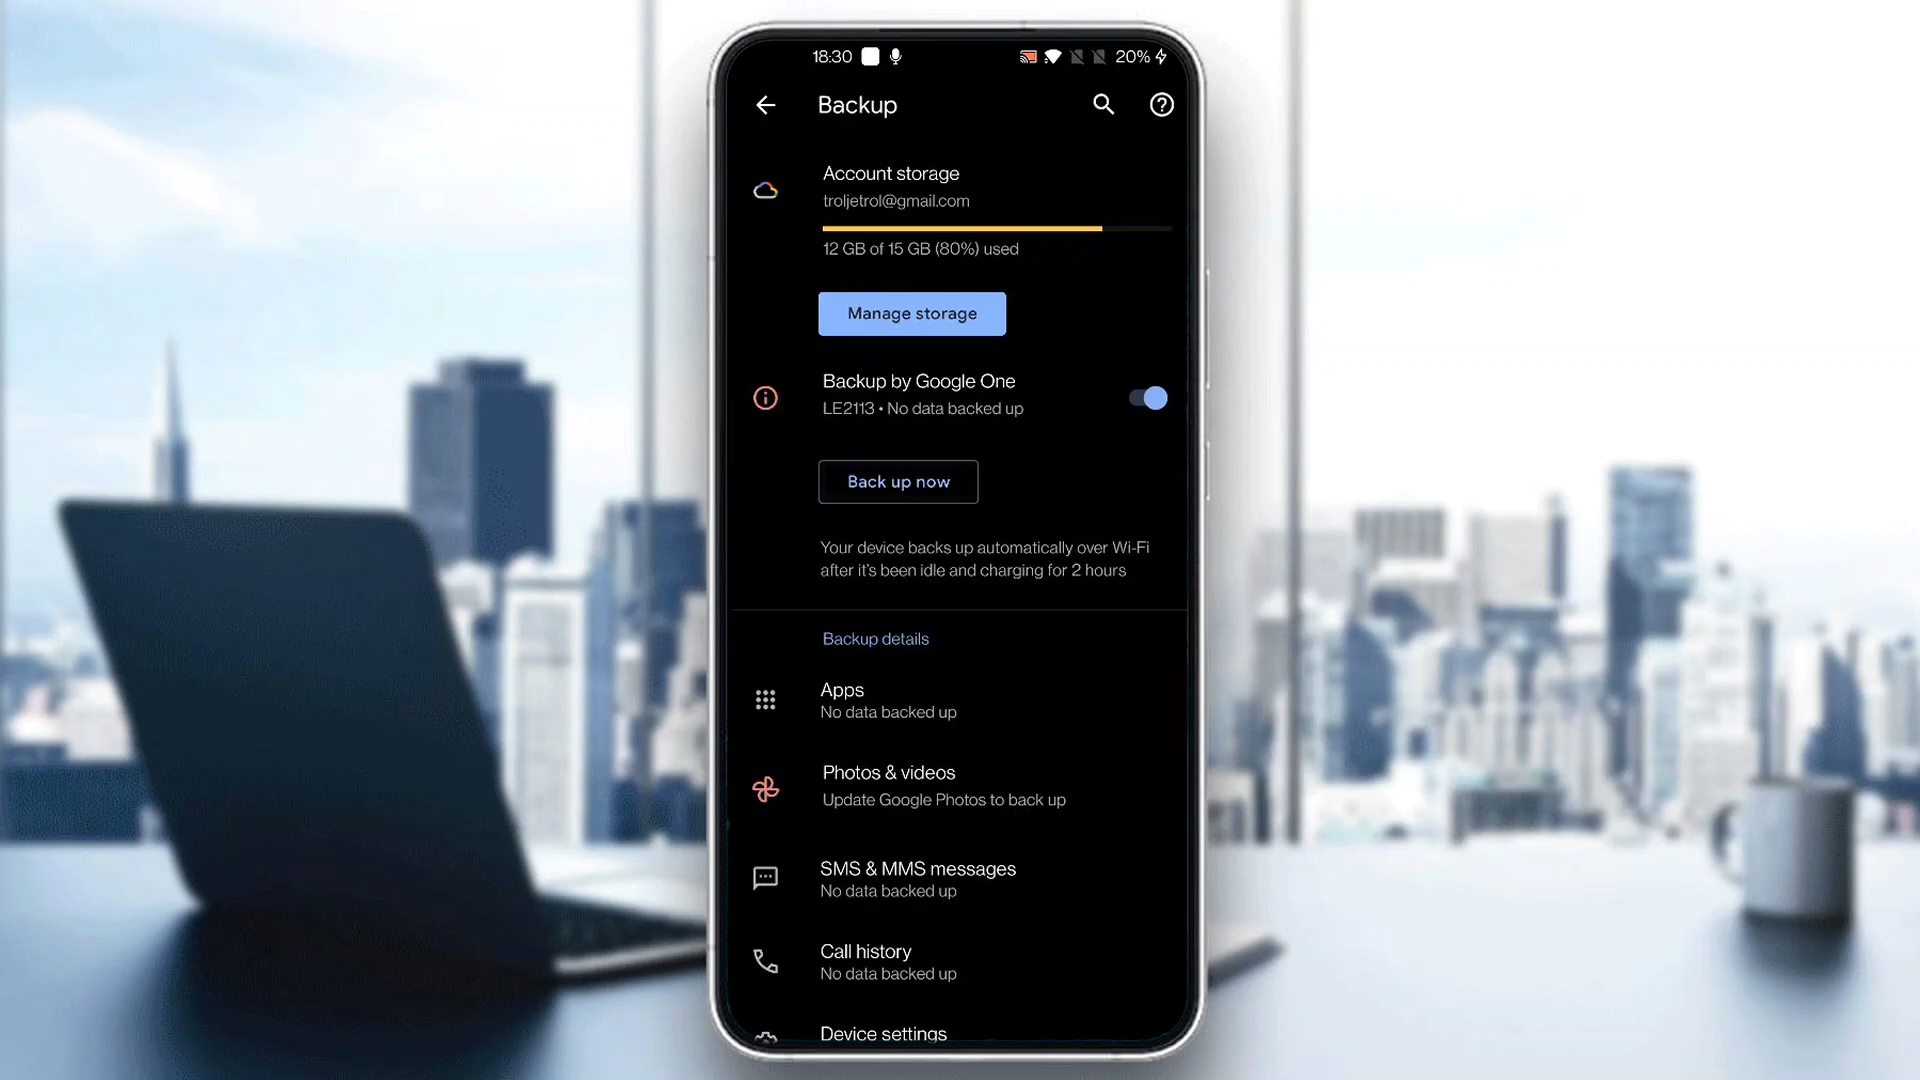 18:30
20%
Backup
Account storage
troljetrol@gmail.com
12 GB of 15 GB (80%) used
Manage storage
Backup by Google One
LE2113 • No data backed up
Back up now
Your device backs up automatically over Wi-Fi
after it's been idle and charging for 2 hours
Backup details
Apps
No data backed up
Photos & videos
Update Google Photos to back up
SMS & MMS messages
No data backed up
Call history
No data backed up
Device settings